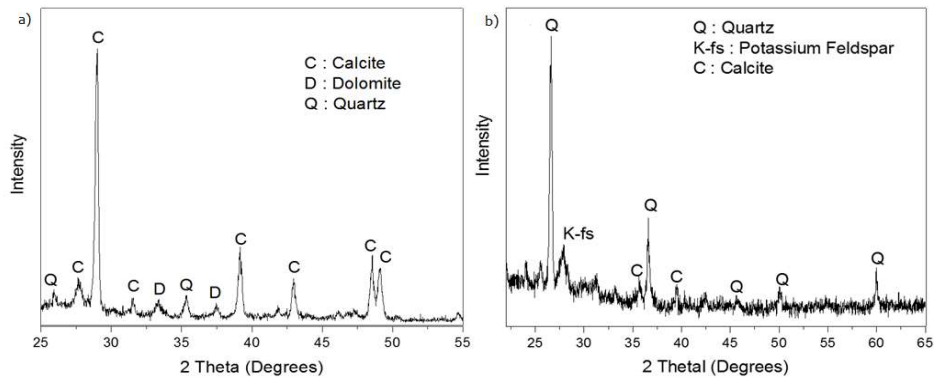 a)
C
C : Calcite
D : Dolomite
Q : Quartz
Intensity
Q C C D Q D C C C C
25 30 35 40 45 50 55
2 Theta (Degrees)
b)
Q
Q : Quartz
K-fs : Potassium Feldspar
C : Calcite
Intensity
K-fs
Q
C C Q Q Q
25 30 35 40 45 50 55 60 65
2 Thetal (Degrees)